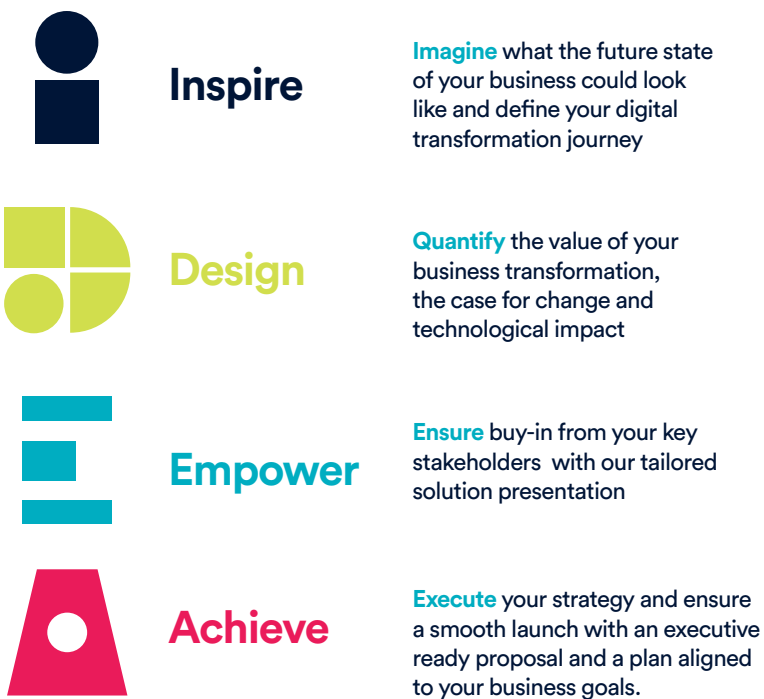 Inspire
Imagine what the future state
of your business could look
like and define your digital
transformation journey
Design
Quantify the value of your
business transformation,
the case for change and
technological impact
Empower
Ensure buy-in from your key
stakeholders  with our tailored
solution presentation
Achieve
Execute your strategy and ensure
a smooth launch with an executive
ready proposal and a plan aligned
to your business goals.